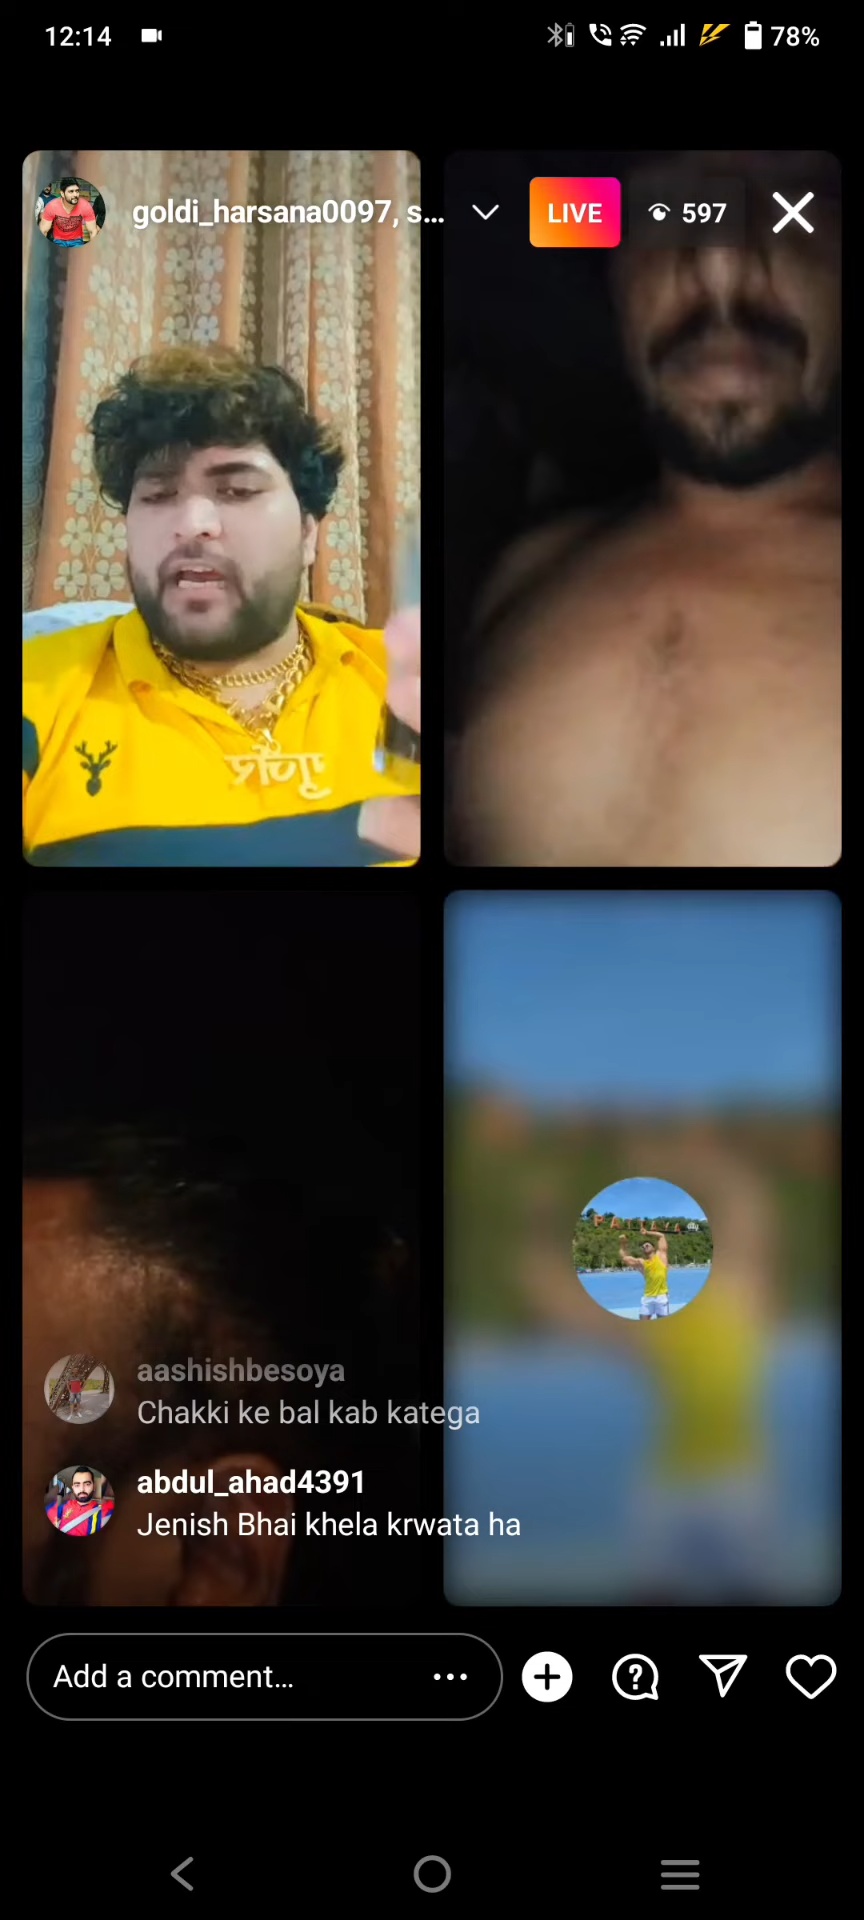 12:14
78%
goldi_harsana0097, s...
LIVE
597
aashishbesoya
Chakki ke bal kab katega
abdul_ahad4391
Jenish Bhai khela krwata ha
Add a comment...